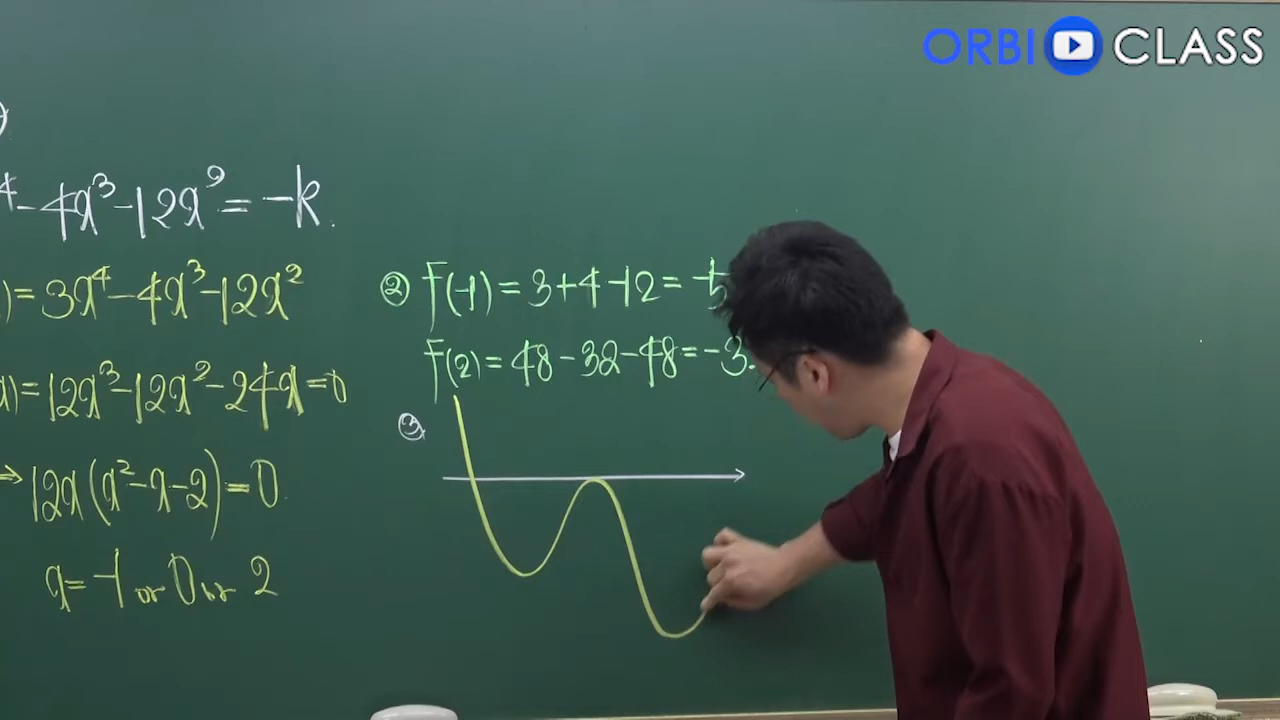 ORBI CLASS
)
4-4x³-12x²=-k.
)=3x⁴-4x³-12x²
x)=12x³-12x²-24x=0
⇒12x(x²-x-2)=0.
x=-1 or 0 or 2
② f(-1)=3+4-12=-5
f(2)=48-32-48=-3
③